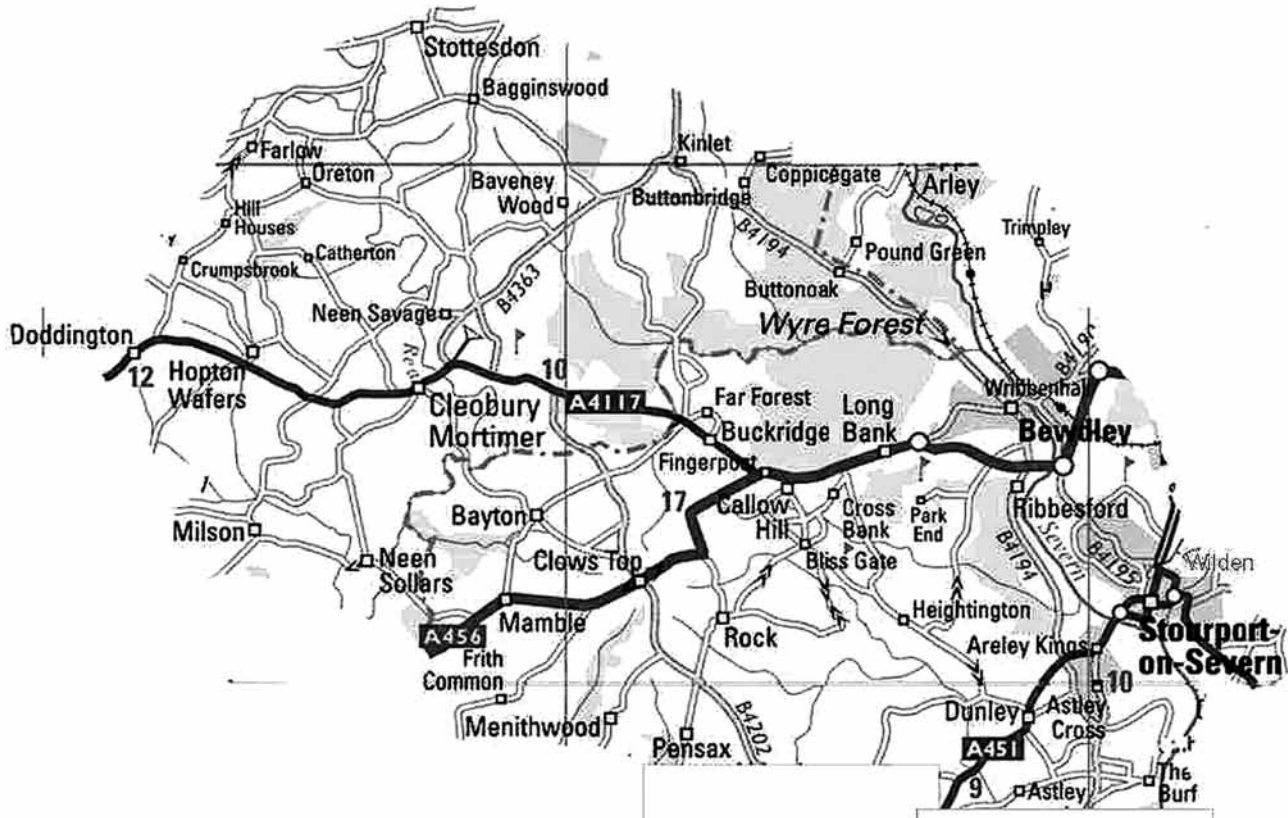 Stottesdon
Bagginswood
Farlow
Kinlet
Coppicegate
Oreton
Arley
Baveney
Wood
Buttonbridge
Hill
Houses
Trimpley
B4194
Pound Green
Catherton
Crumpsbrook
Buttonoak
B4363
Neen Savage
Wyre Forest
Doddington
Rea
B4195
12
Hopton
Wafers
10
Wribbenhall
A4117
Far Forest
Long
Bank
Cleobury
Mortimer
Buckridge
Bewdley
Fingerpost
17
Callow
Hill
Cross
Bank
Park
End
Ribbesford
Milson
Bayton
Neen
Sollars
Clows Top
Bliss Gate
B4194
Severn
B4195
Wilden
Mamble
Rock
Heightington
A456
Areley Kings
Stourport-
on-Severn
Frith
Common
10
Menithwood
Dunley
Astley
Cross
B4202
Pensax
A451
9
Astley
The
Burf